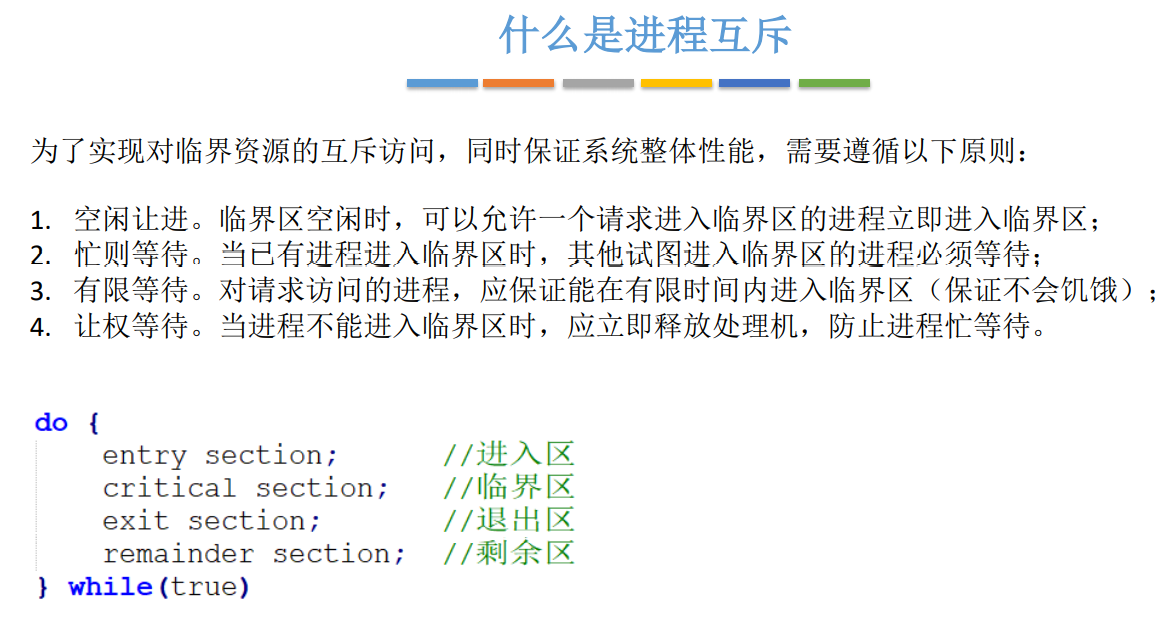 什么是进程互斥
为了实现对临界资源的互斥访问，同时保证系统整体性能，需要遵循以下原则：
1. 空闲让进。临界区空闲时，可以允许一个请求进入临界区的进程立即进入临界区；
2. 忙则等待。当已有进程进入临界区时，其他试图进入临界区的进程必须等待；
3. 有限等待。对请求访问的进程，应保证能在有限时间内进入临界区（保证不会饥饿）；
4. 让权等待。当进程不能进入临界区时，应立即释放处理机，防止进程忙等待。
do {
entry section; //进入区
critical section; //临界区
exit section; //退出区
remainder section; //剩余区
} while(true)